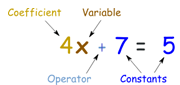 Coefficient Variable
4x + 7 = 5
Operator Constants